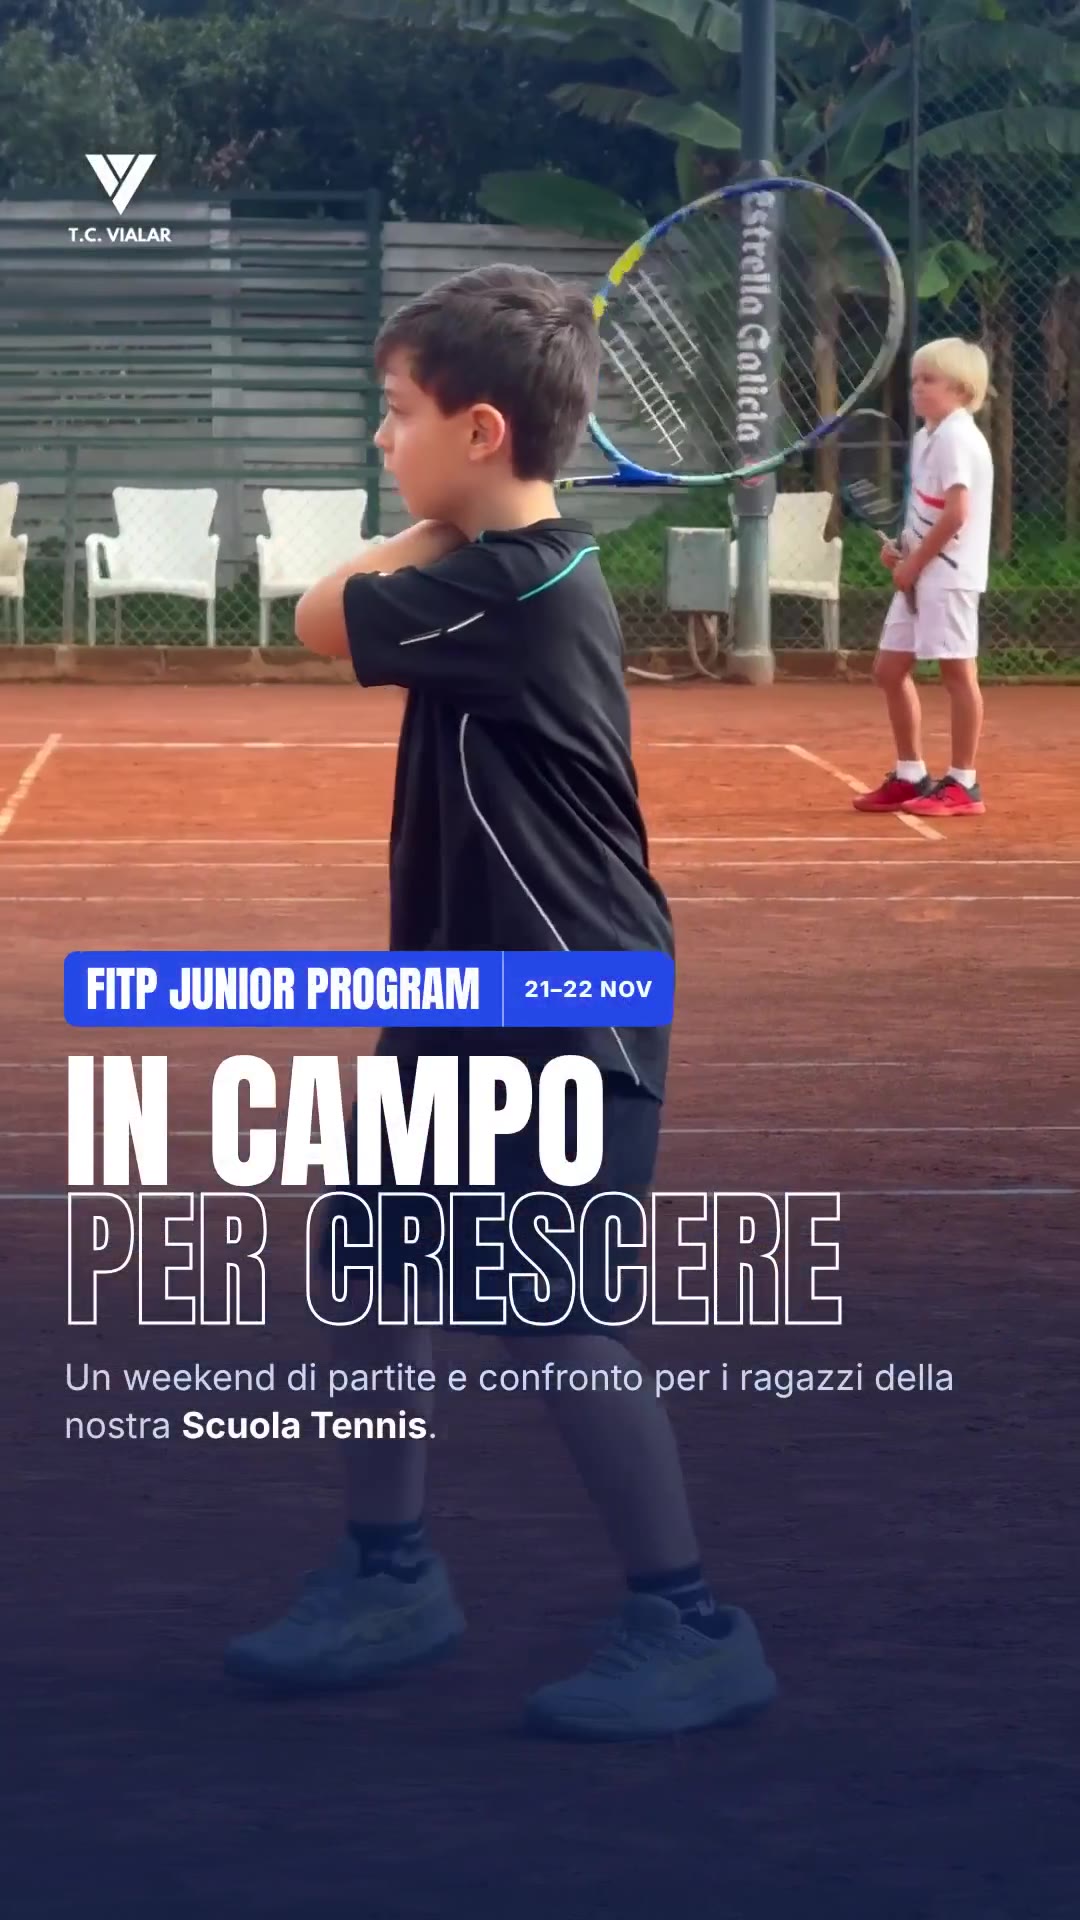 T.C. VIALAR
Estrella Galicia
FITP JUNIOR PROGRAM
21–22 NOV
IN CAMPO
PER CRESCERE
Un weekend di partite e confronto per i ragazzi della
nostra Scuola Tennis.